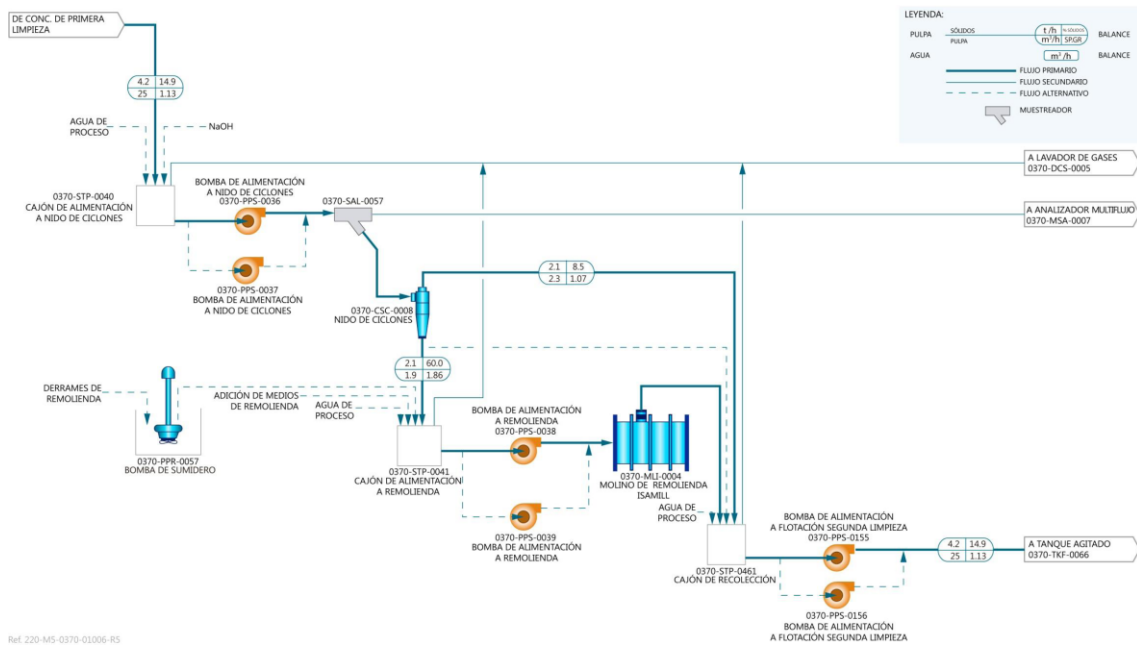 DE CONC. DE PRIMERA
LIMPIEZA
LEYENDA:
PULPA
SÓLIDOS
PULPA
t/h % SÓLIDOS
m³/h SP.GR
BALANCE
AGUA
m³/h
BALANCE
FLUJO PRIMARIO
FLUJO SECUNDARIO
FLUJO ALTERNATIVO
MUESTREADOR
4.2 14.9
25 1.13
AGUA DE
PROCESO
NaOH
A LAVADOR DE GASES
0370-DCS-0005
0370-STP-0040
CAJÓN DE ALIMENTACIÓN
A NIDO DE CICLONES
BOMBA DE ALIMENTACIÓN
A NIDO DE CICLONES
0370-PPS-0036
0370-SAL-0057
A ANALIZADOR MULTIFLUJO
0370-MSA-0007
0370-PPS-0037
BOMBA DE ALIMENTACIÓN
A NIDO DE CICLONES
2.1 8.5
2.3 1.07
0370-CSC-0008
NIDO DE CICLONES
2.1 60.0
1.9 1.86
DERRAMES DE
REMOLIENDA
ADICIÓN DE MEDIOS
DE REMOLIENDA
AGUA DE
PROCESO
0370-PPR-0057
BOMBA DE SUMIDERO
BOMBA DE ALIMENTACIÓN
A REMOLIENDA
0370-PPS-0038
0370-STP-0041
CAJÓN DE ALIMENTACIÓN
A REMOLIENDA
0370-MLI-0004
MOLINO DE REMOLIENDA
ISAMILL
0370-PPS-0039
BOMBA DE ALIMENTACIÓN
A REMOLIENDA
AGUA DE
PROCESO
0370-STP-0461
CAJÓN DE RECOLECCIÓN
BOMBA DE ALIMENTACIÓN
A FLOTACIÓN SEGUNDA LIMPIEZA
0370-PPS-0155
4.2 14.9
25 1.13
A TANQUE AGITADO
0370-TKF-0066
0370-PPS-0156
BOMBA DE ALIMENTACIÓN
A FLOTACIÓN SEGUNDA LIMPIEZA
Ref. 220-MS-0370-01006-RS